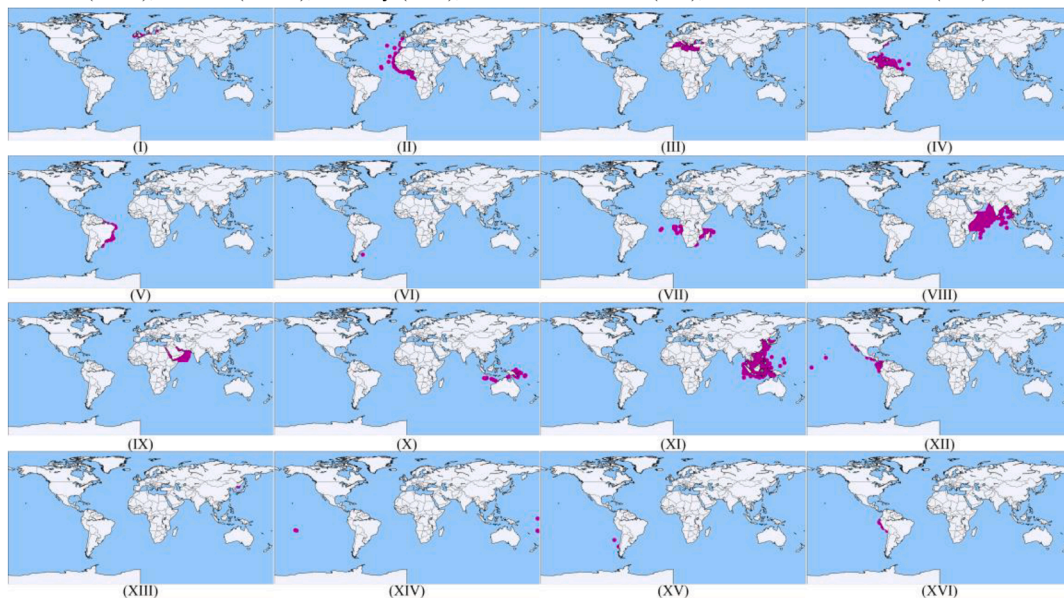 (I) (II) (III) (IV)
(V) (VI) (VII) (VIII)
(IX) (X) (XI) (XII)
(XIII) (XIV) (XV) (XVI)